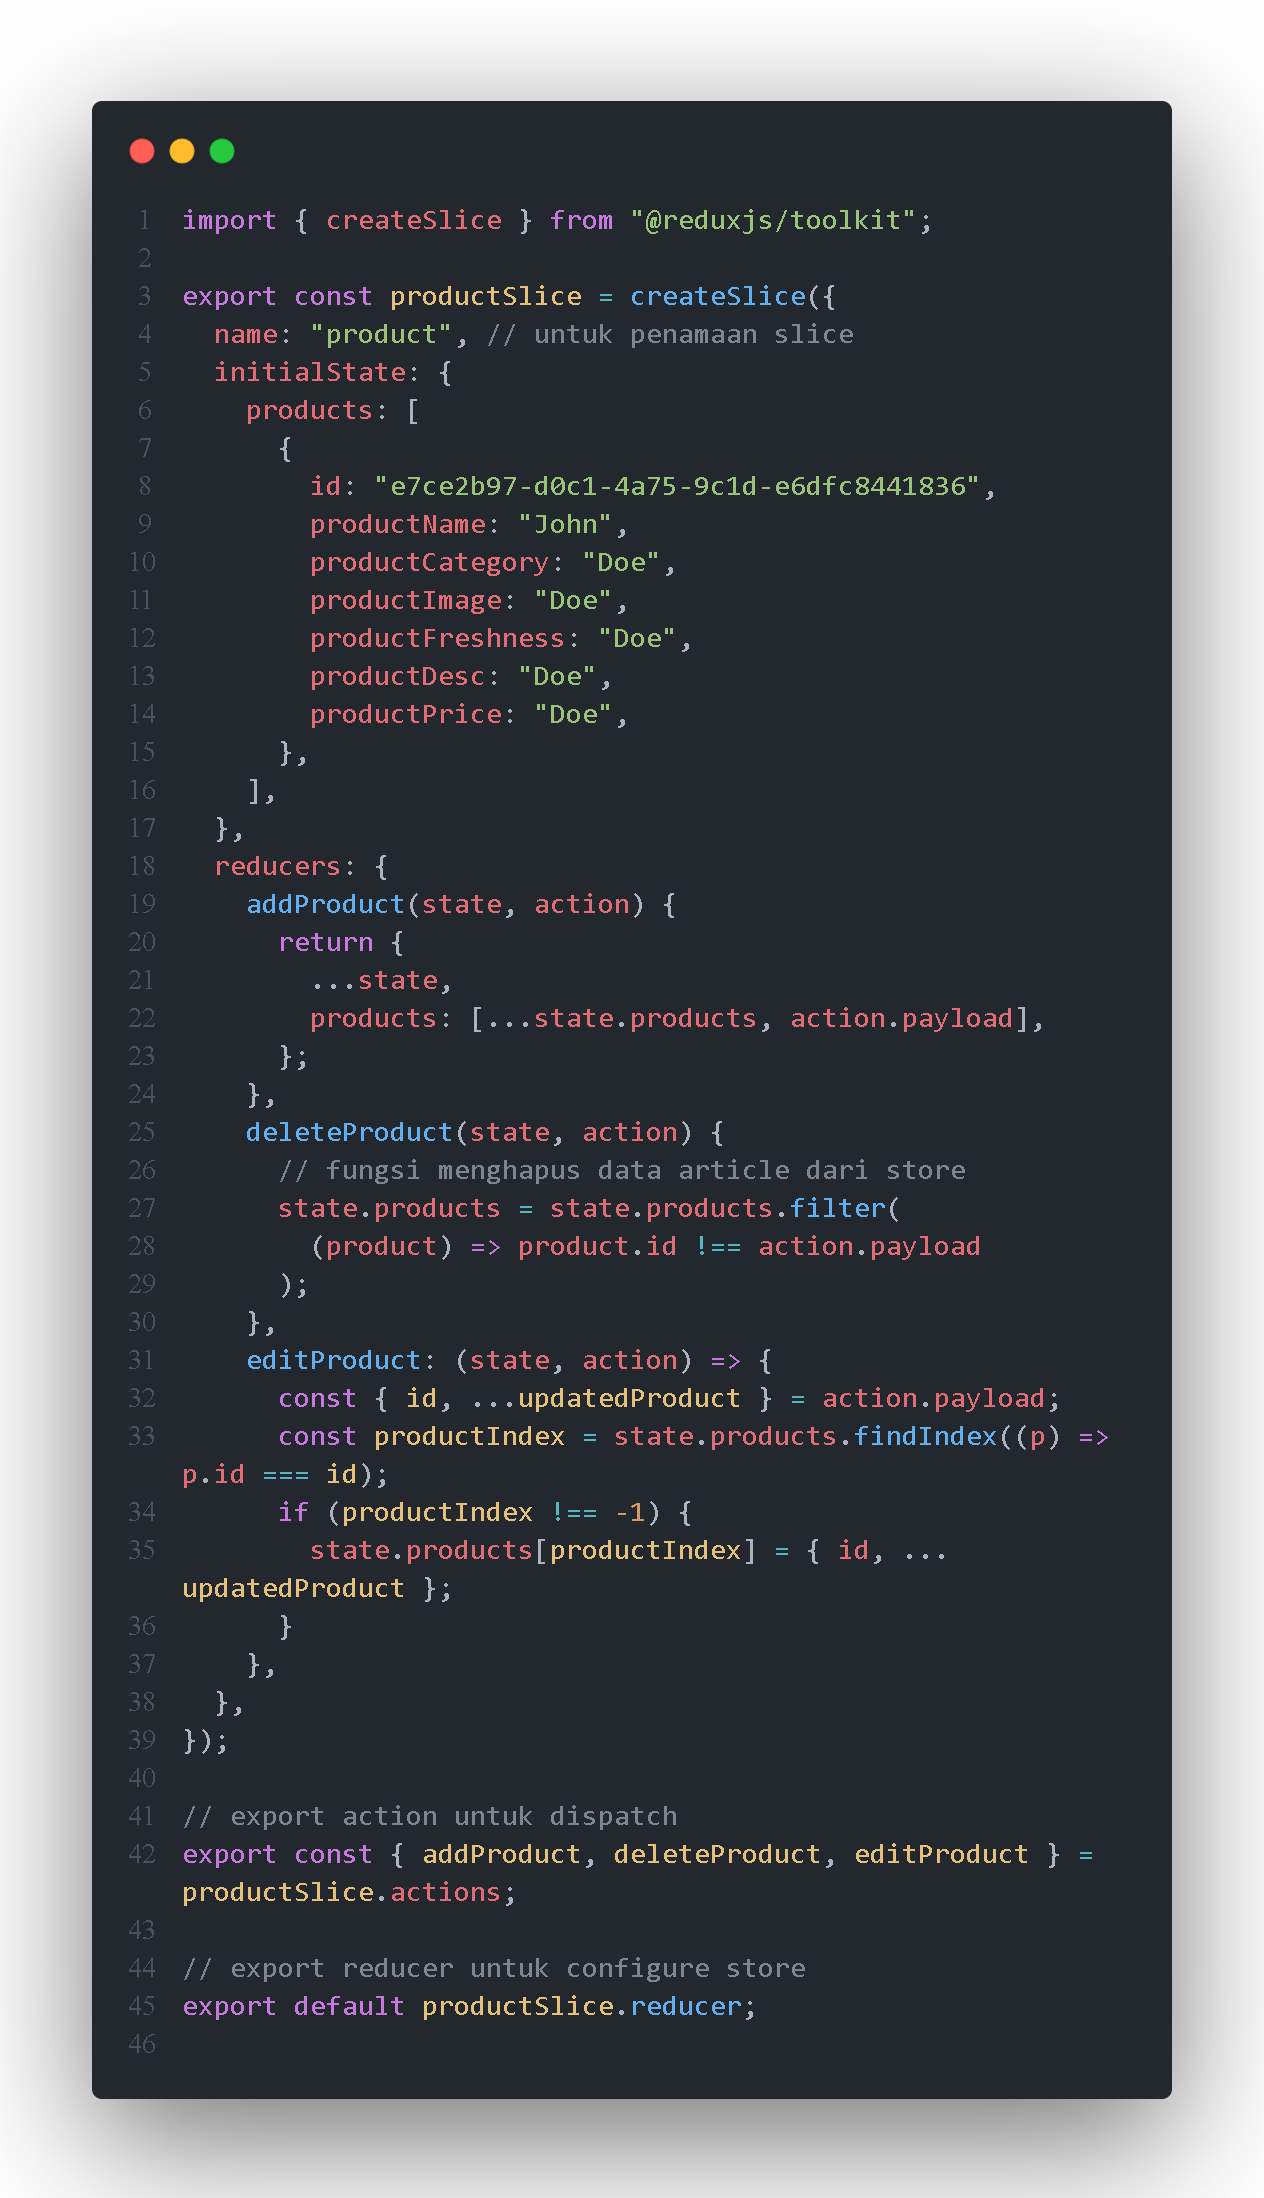 1 import { createSlice } from "@reduxjs/toolkit";
2
3 export const productSlice = createSlice({
4   name: "product", // untuk penamaan slice
5   initialState: {
6     products: [
7       {
8         id: "e7ce2b97-d0c1-4a75-9c1d-e6dfc8441836",
9         productName: "John",
10         productCategory: "Doe",
11         productImage: "Doe",
12         productFreshness: "Doe",
13         productDesc: "Doe",
14         productPrice: "Doe",
15       },
16     ],
17   },
18   reducers: {
19     addProduct(state, action) {
20       return {
21         ...state,
22         products: [...state.products, action.payload],
23       };
24     },
25     deleteProduct(state, action) {
26       // fungsi menghapus data article dari store
27       state.products = state.products.filter(
28         (product) => product.id !== action.payload
29       );
30     },
31     editProduct: (state, action) => {
32       const { id, ...updatedProduct } = action.payload;
33       const productIndex = state.products.findIndex((p) =>
p.id === id);
34       if (productIndex !== -1) {
35         state.products[productIndex] = { id, ...
updatedProduct };
36       }
37     },
38   },
39 });
40
41 // export action untuk dispatch
42 export const { addProduct, deleteProduct, editProduct } =
productSlice.actions;
43
44 // export reducer untuk configure store
45 export default productSlice.reducer;
46